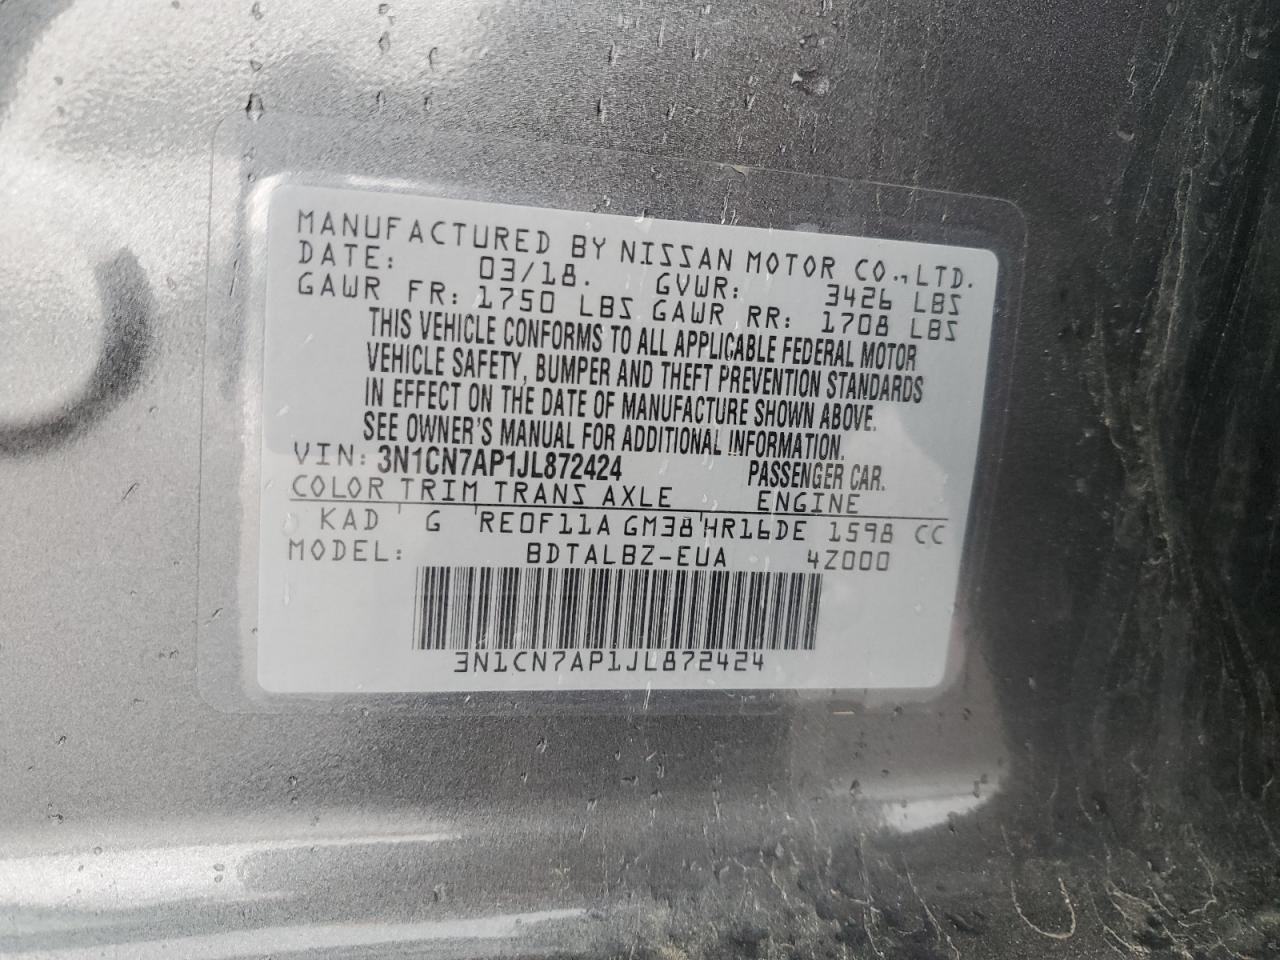 MANUFACTURED BY NISSAN MOTOR CO., LTD.
DATE: 03/18. GVWR: 3426 LBS
GAWR FR: 1750 LBS GAWR RR: 1708 LBS
THIS VEHICLE CONFORMS TO ALL APPLICABLE FEDERAL MOTOR
VEHICLE SAFETY, BUMPER AND THEFT PREVENTION STANDARDS
IN EFFECT ON THE DATE OF MANUFACTURE SHOWN ABOVE.
SEE OWNER'S MANUAL FOR ADDITIONAL INFORMATION.
VIN: 3N1CN7AP1JL872424 PASSENGER CAR.
COLOR TRIM TRANS AXLE ENGINE
KAD G RE0F11A GM38 HR16DE 1598 CC
MODEL: BDTALBZ-EUA 4Z000
3N1CN7AP1JL872424